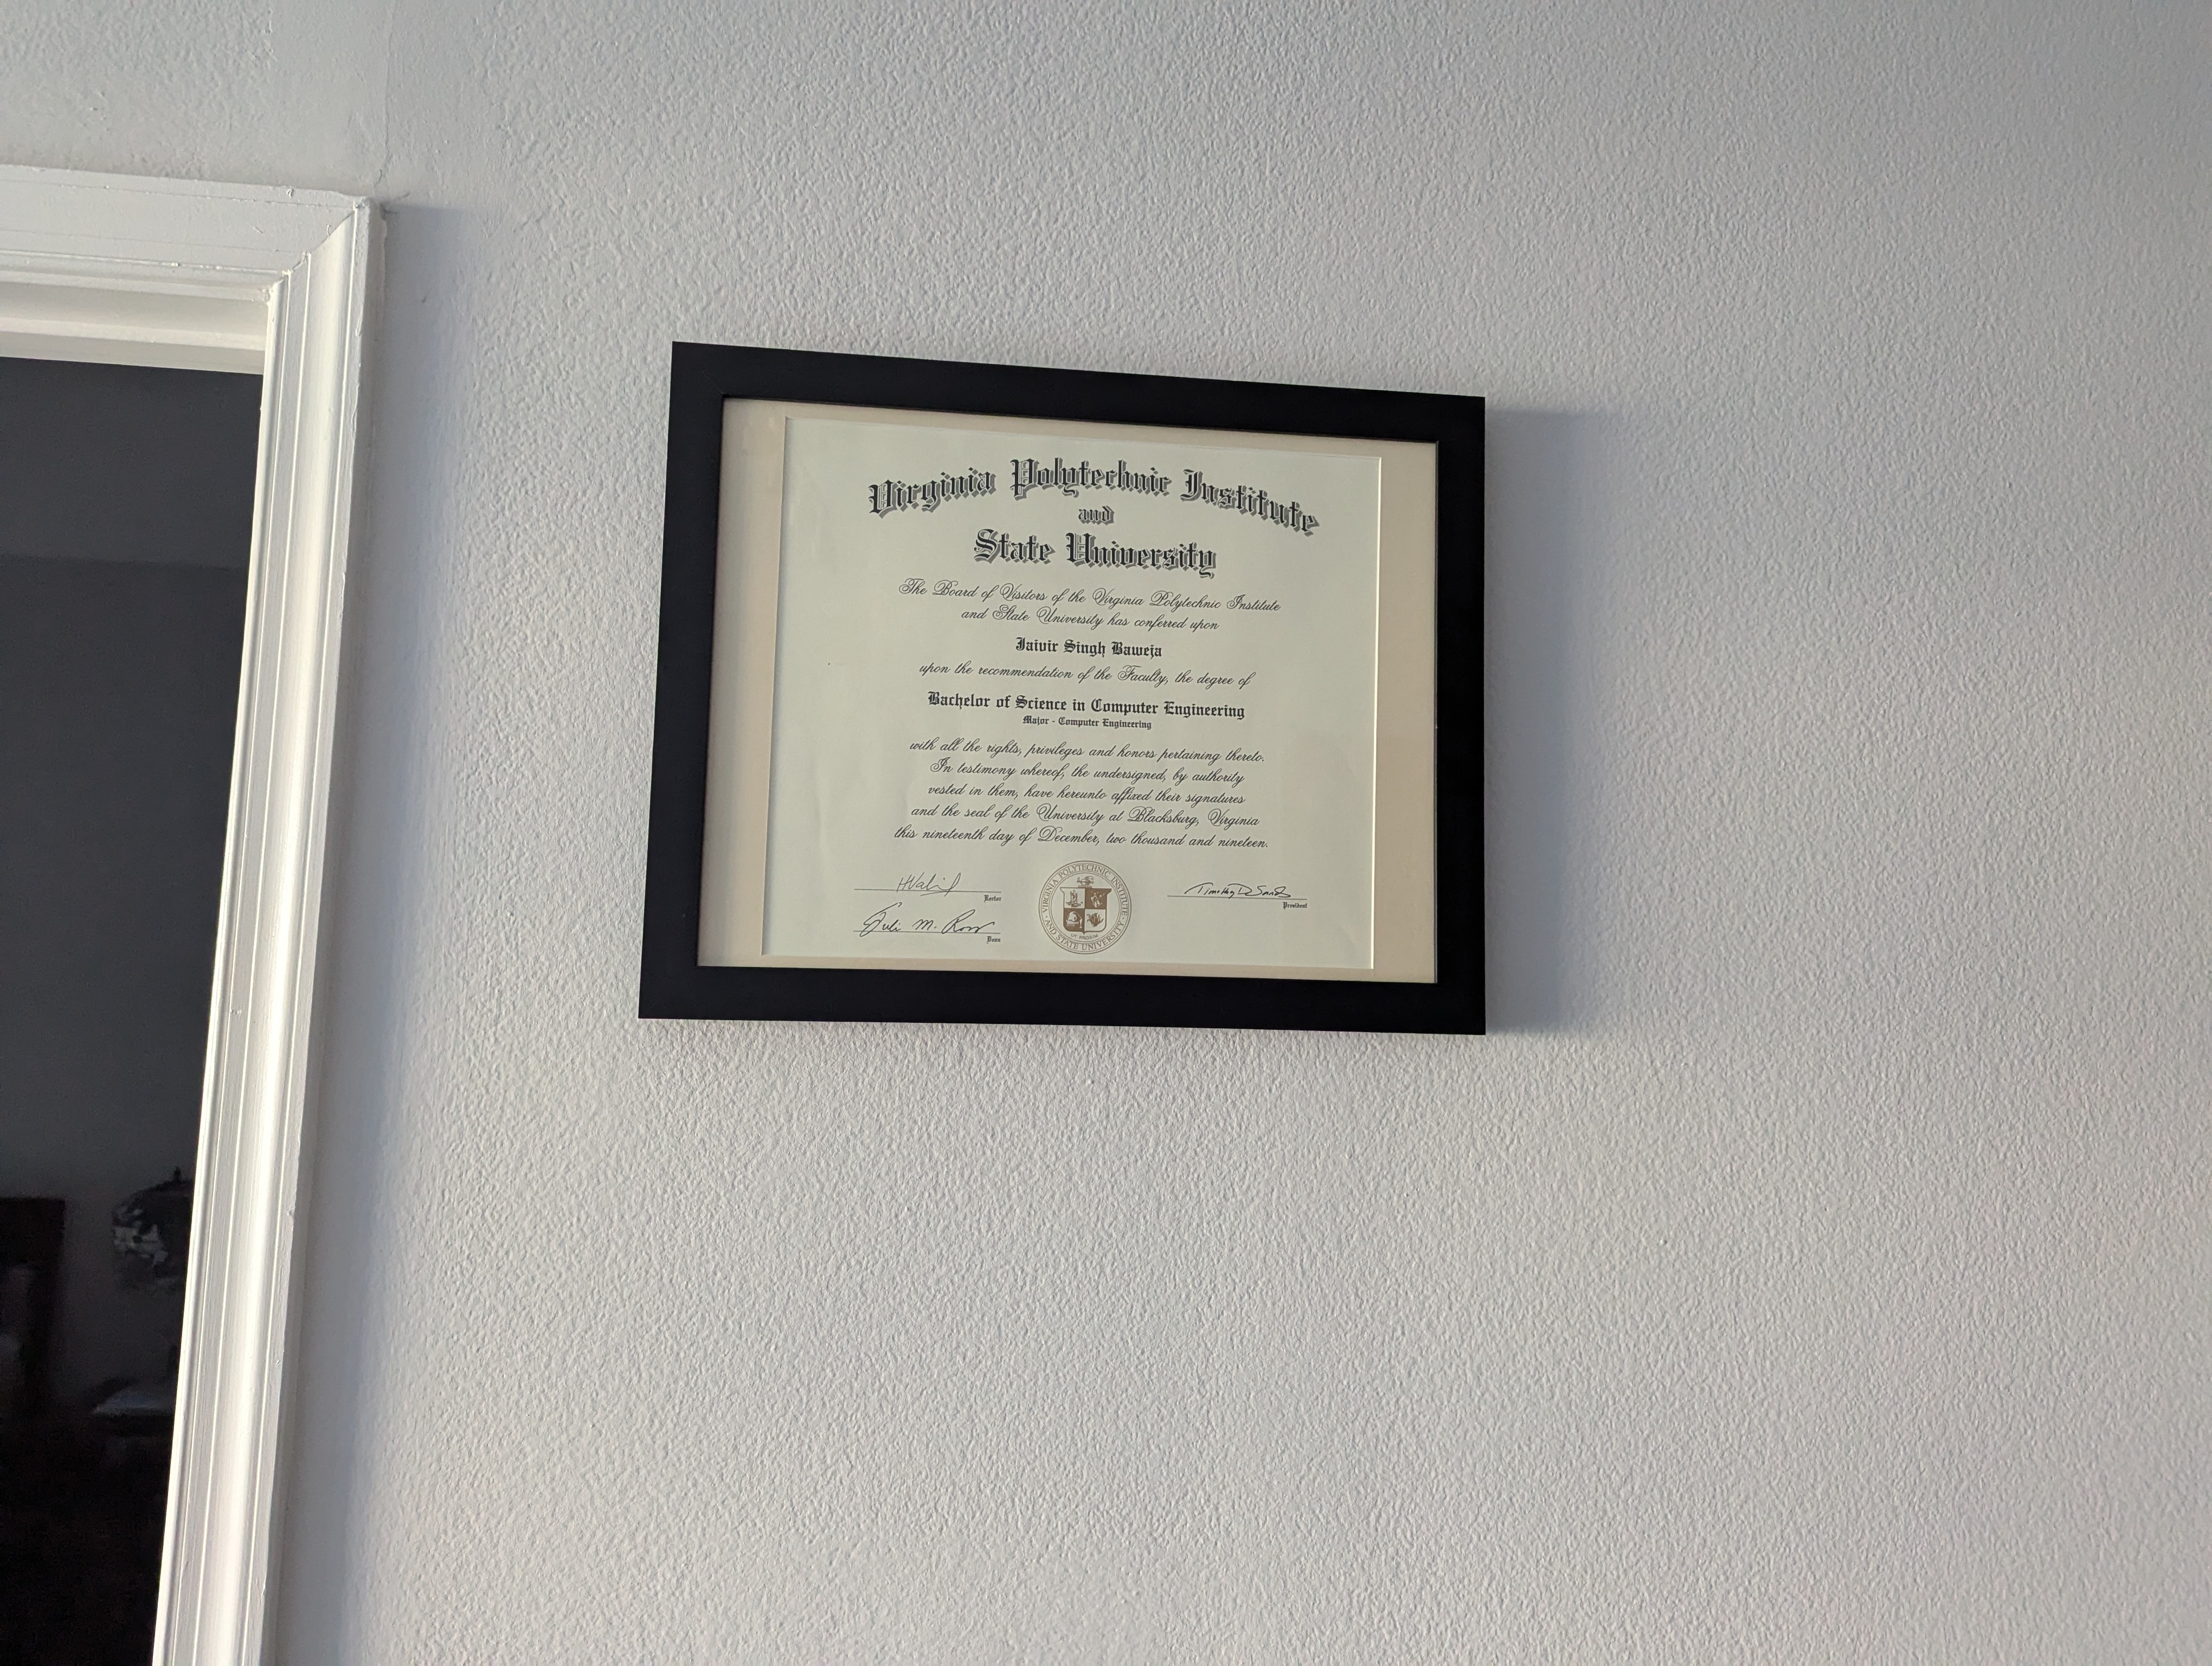 Virginia Polytechnic Institute
and
State University
The Board of Visitors of the Virginia Polytechnic Institute
and State University has conferred upon
Jaivir Singh Baweja
upon the recommendation of the Faculty, the degree of
Bachelor of Science in Computer Engineering
Major - Computer Engineering
with all the rights, privileges and honors pertaining thereto.
In testimony whereof, the undersigned, by authority
vested in them, have hereunto affixed their signatures
and the seal of the University at Blacksburg, Virginia
this nineteenth day of December, two thousand and nineteen.
Rector
Juli M. Ross
Dean
VIRGINIA POLYTECHNIC INSTITUTE
AND STATE UNIVERSITY
Timothy D Sands
President